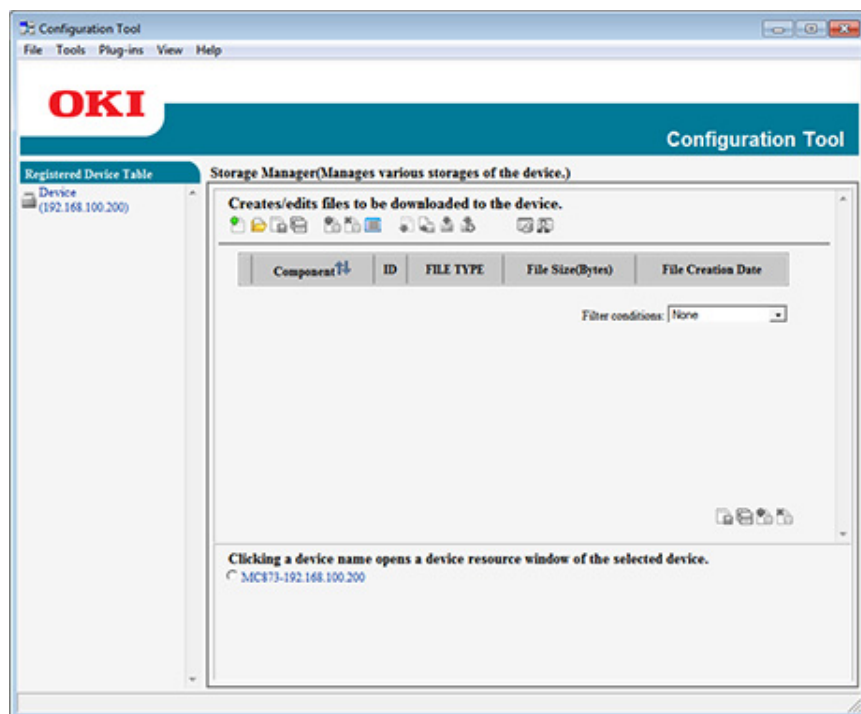 Configuration Tool
File Tools Plug-ins View Help
OKI
Configuration Tool
Registered Device Table
Device
(192.168.100.200)
Storage Manager(Manages various storages of the device.)
Creates/edits files to be downloaded to the device.
Component ID FILE TYPE File Size(Bytes) File Creation Date
Filter conditions: None
Clicking a device name opens a device resource window of the selected device.
MC873-192.168.100.200